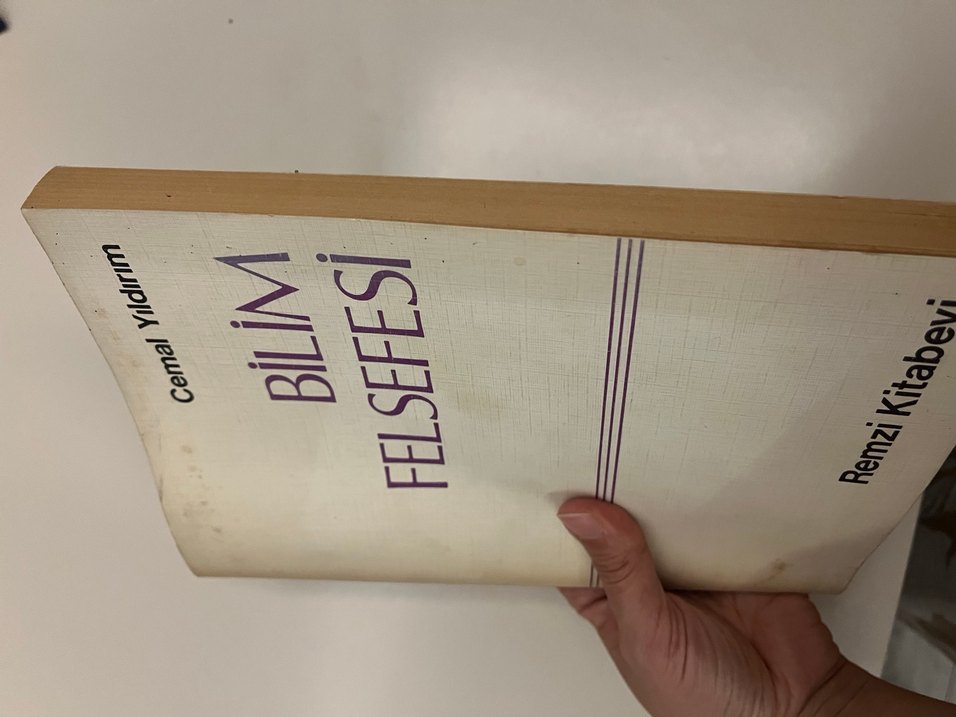 Cemal Yıldırım
BİLİM
FELSEFESİ
Remzi Kitabevi